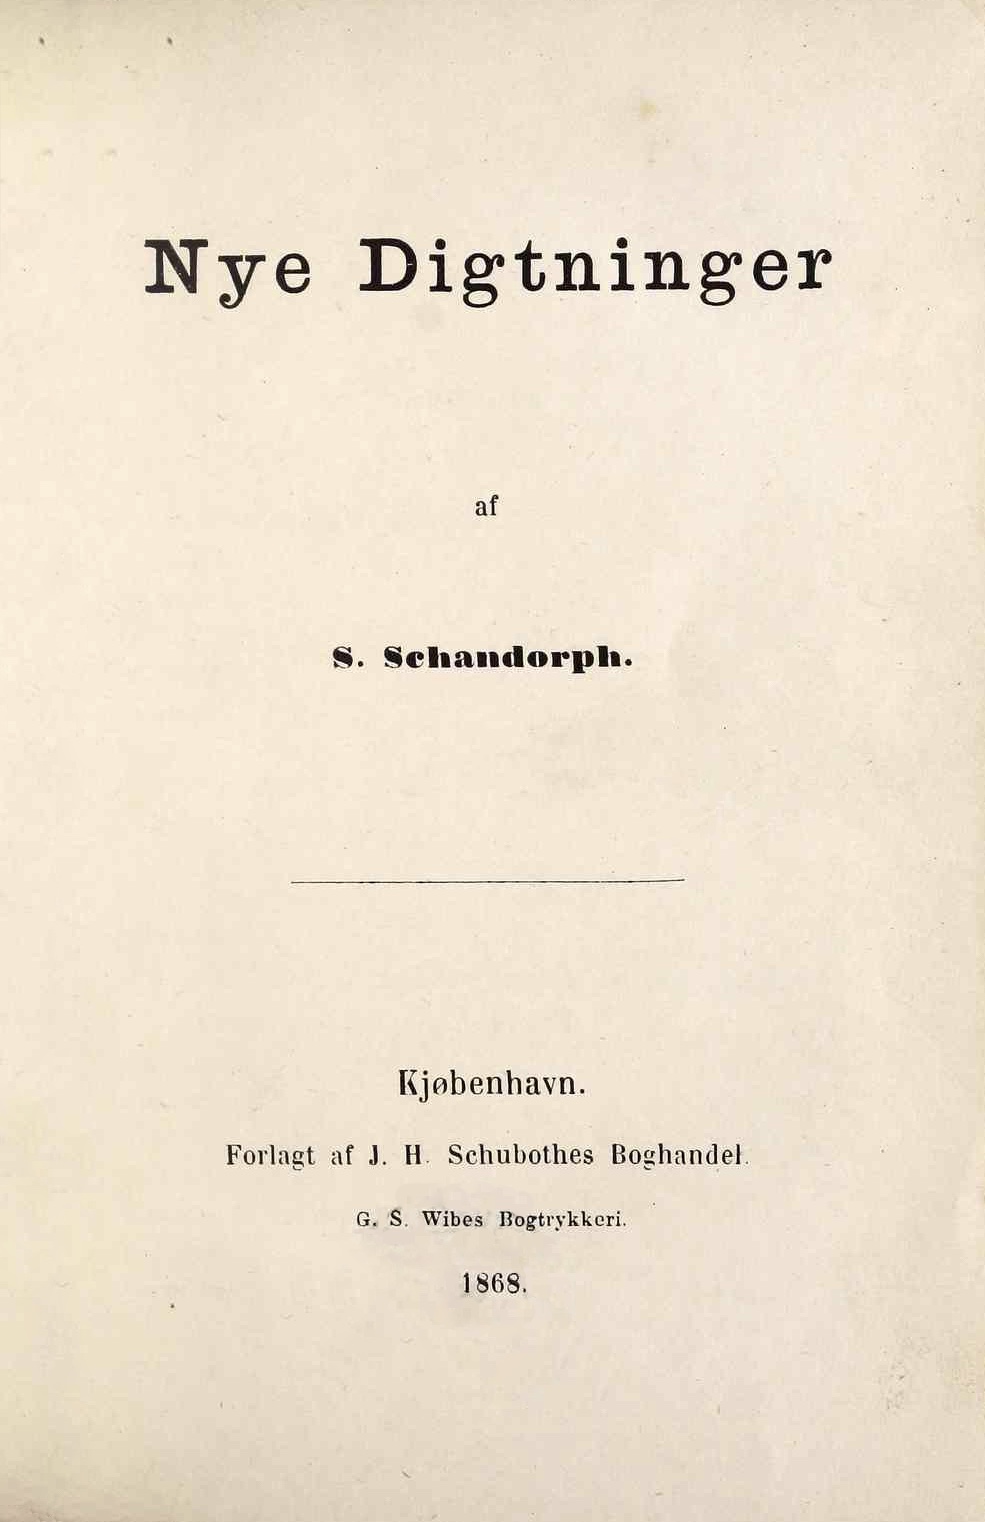 Nye Digtninger
af
S. Schandorph.
Kjøbenhavn.
Forlagt af J. H. Schubothes Boghandel.
G. S. Wibes Bogtrykkeri.
1868.